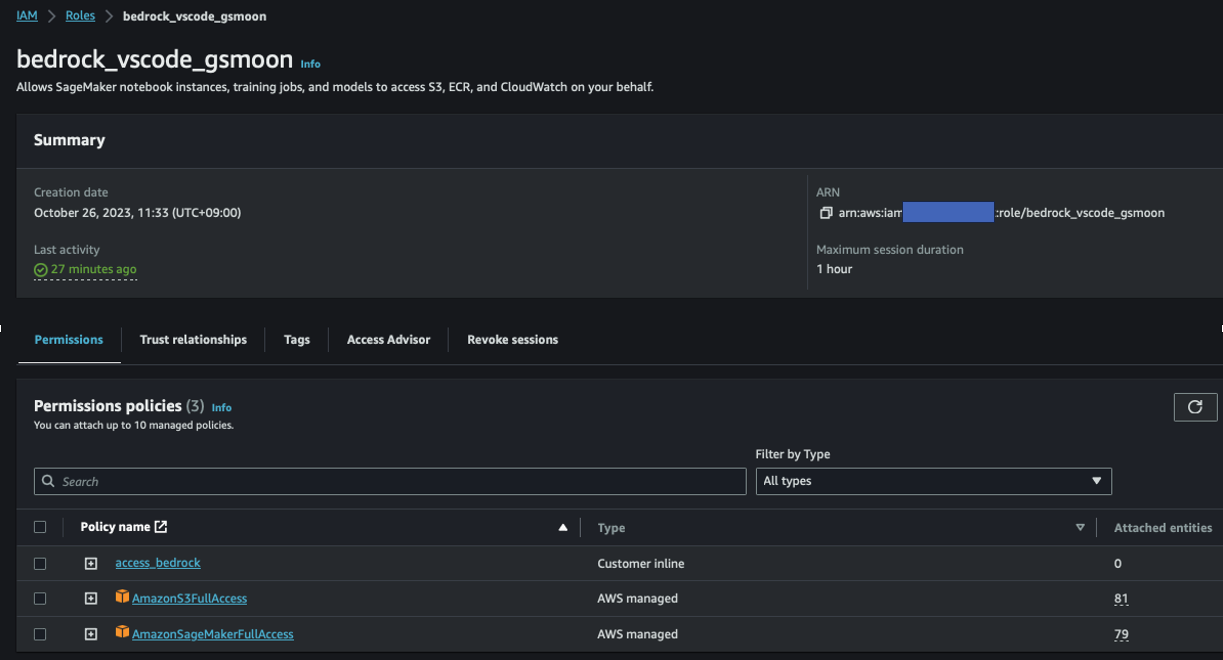 IAM > Roles > bedrock_vscode_gsmoon
bedrock_vscode_gsmoon Info
Allows SageMaker notebook instances, training jobs, and models to access S3, ECR, and CloudWatch on your behalf.
Summary
Creation date
October 26, 2023, 11:33 (UTC+09:00)
ARN
arn:aws:iam :role/bedrock_vscode_gsmoon
Last activity
27 minutes ago
Maximum session duration
1 hour
Permissions Trust relationships Tags Access Advisor Revoke sessions
Permissions policies (3) Info
You can attach up to 10 managed policies.
Filter by Type
Search All types
Policy name Type Attached entities
access_bedrock Customer inline 0
AmazonS3FullAccess AWS managed 81
AmazonSageMakerFullAccess AWS managed 79